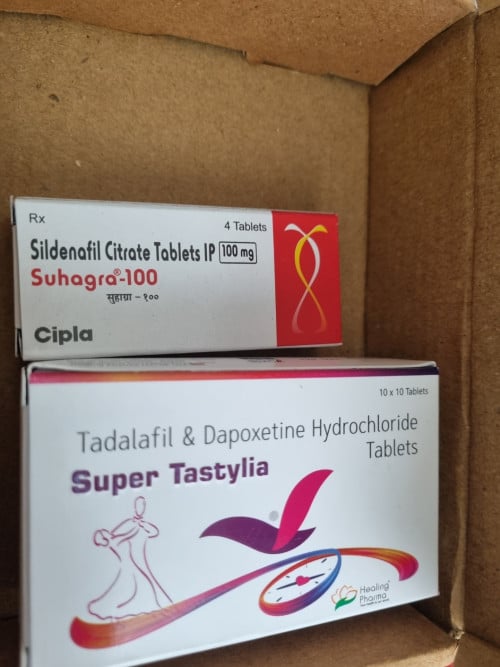 Rx
4 Tablets
Sildenafil Citrate Tablets IP 100 mg
Suhagra®-100
सुहाग्रा - १००
Cipla
10 x 10 Tablets
Tadalafil & Dapoxetine Hydrochloride
Tablets
Super Tastylia
Healing
Pharma